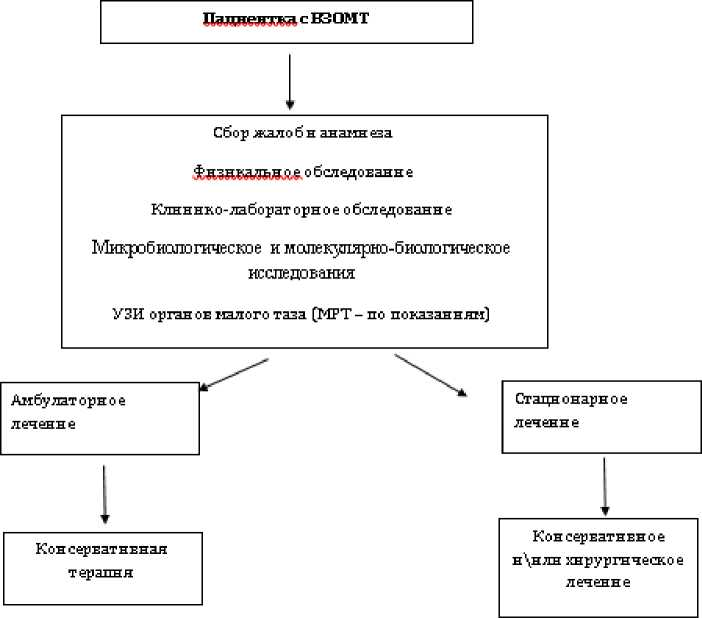 Пациентка с ВЗОМТ
Сбор жалоб и анамнеза
Физикальное обследование
Клинико-лабораторное обследование
Микробиологическое и молекулярно-биологическое
исследования
УЗИ органов малого таза (МРТ – по показанням)
Амбулаторное
лечение
Стационарное
лечение
Консервативная
терапия
Консервативное
и\или хирургическое
лечение